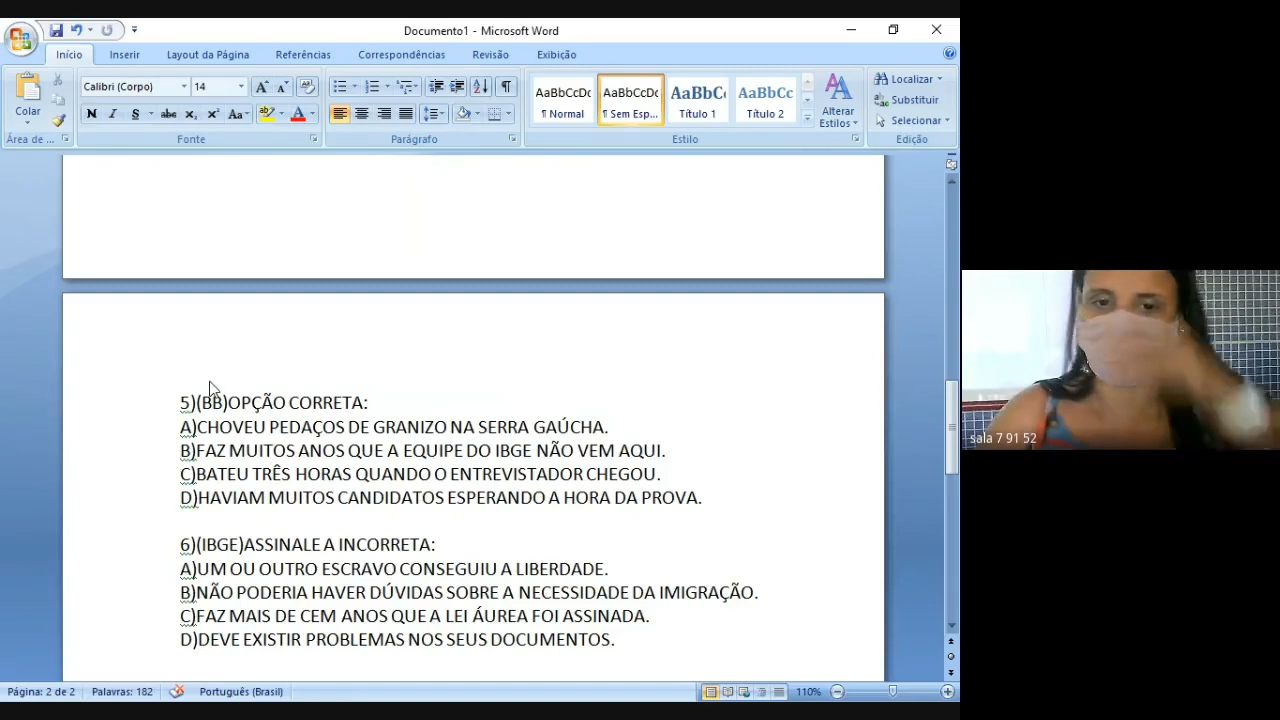 Documento1 - Microsoft Word
Início Inserir Layout da Página Referências Correspondências Revisão Exibição
Colar
Calibri (Corpo) 14
N I S abc x₂ x² Aa
AaBbCcDc AaBbCcDc AaBbC AaBbCc
¶ Normal ¶ Sem Esp... Título 1 Título 2
Alterar Estilos
Localizar
Substituir
Selecionar
Área de ... Fonte Parágrafo Estilo Edição
5)(BB)OPÇÃO CORRETA:
A)CHOVEU PEDAÇOS DE GRANIZO NA SERRA GAÚCHA.
B)FAZ MUITOS ANOS QUE A EQUIPE DO IBGE NÃO VEM AQUI.
C)BATEU TRÊS HORAS QUANDO O ENTREVISTADOR CHEGOU.
D)HAVIAM MUITOS CANDIDATOS ESPERANDO A HORA DA PROVA.
6)(IBGE)ASSINALE A INCORRETA:
A)UM OU OUTRO ESCRAVO CONSEGUIU A LIBERDADE.
B)NÃO PODERIA HAVER DÚVIDAS SOBRE A NECESSIDADE DA IMIGRAÇÃO.
C)FAZ MAIS DE CEM ANOS QUE A LEI ÁUREA FOI ASSINADA.
D)DEVE EXISTIR PROBLEMAS NOS SEUS DOCUMENTOS.
sala 7 91 52
Página: 2 de 2 Palavras: 182 Português (Brasil) 110%